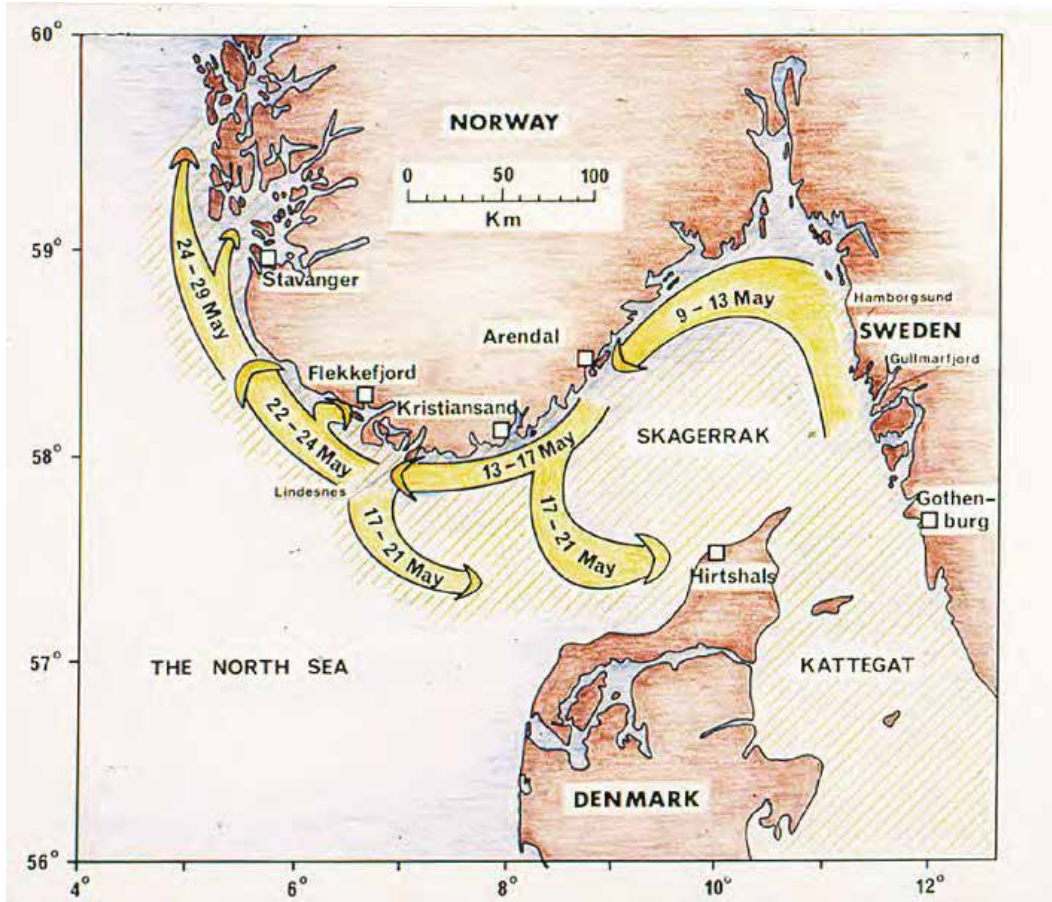 60°
59°
58°
57°
56°
4°
6°
8°
10°
12°
NORWAY
0 50 100
Km
24–29 May
Stavanger
9–13 May
Hamborgsund
SWEDEN
Gullmarfjord
Arendal
Flekkefjord
Kristiansand
22–24 May
13–17 May
SKAGERRAK
Lindesnes
17–21 May
17–21 May
Gothen-
burg
Hirtshals
THE NORTH SEA
KATTEGAT
DENMARK